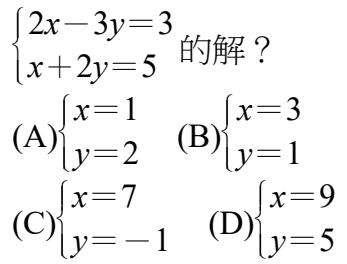 2x－3y＝3
x＋2y＝5 的解？
(A) x＝1 y＝2 (B) x＝3 y＝1
(C) x＝7 y＝－1 (D) x＝9 y＝5